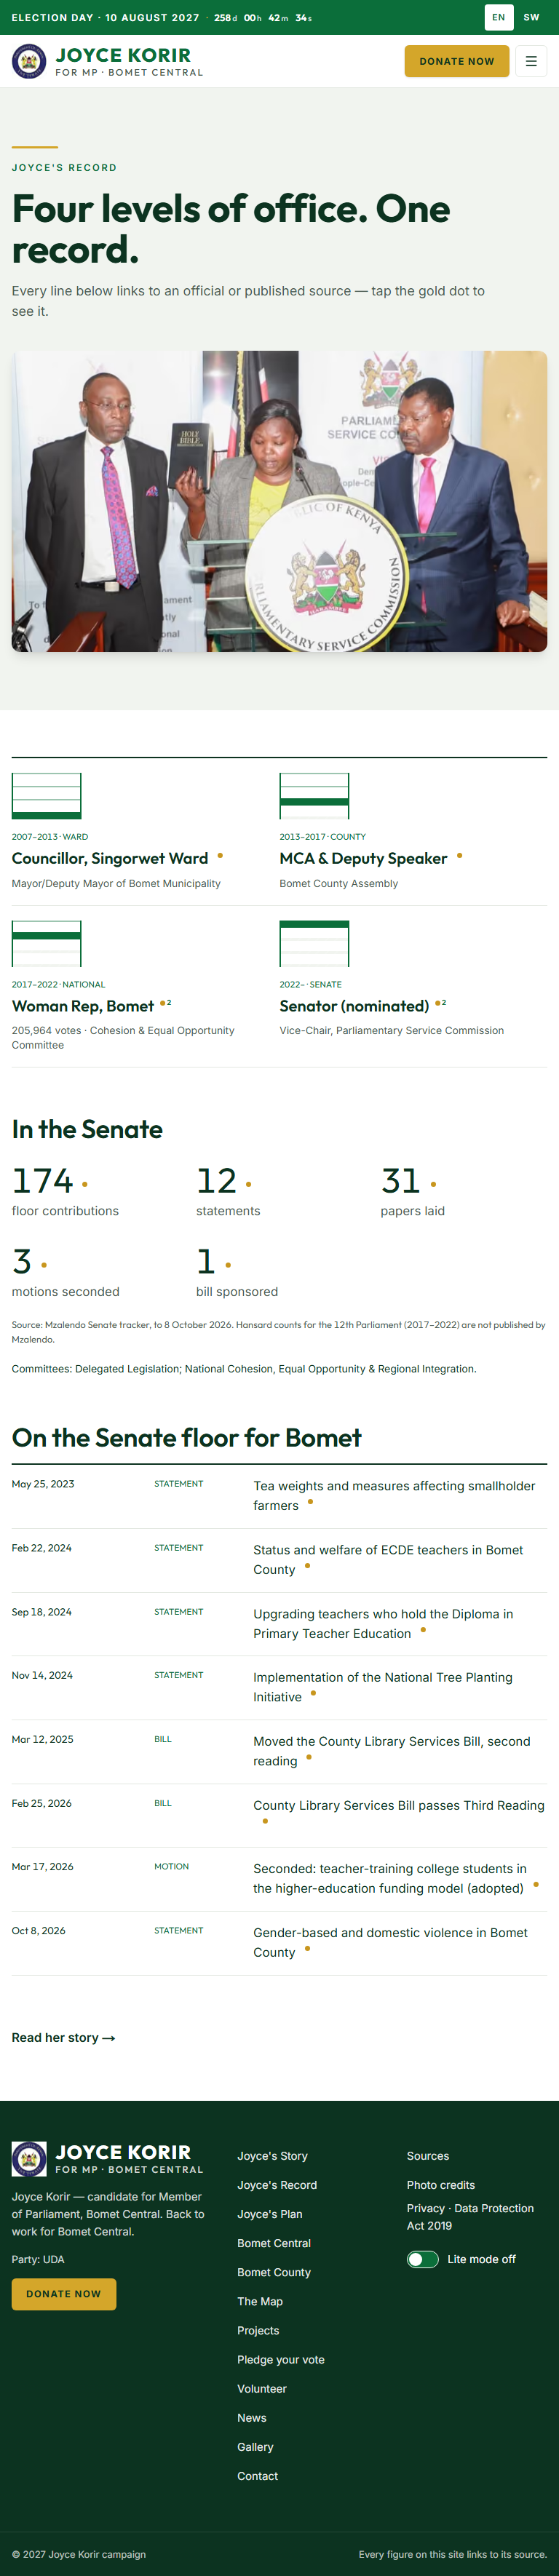 ELECTION DAY · 10 AUGUST 2027 · 258d 00h 42m 34s
EN SW
JOYCE KORIR
FOR MP · BOMET CENTRAL
DONATE NOW
JOYCE'S RECORD
Four levels of office. One
record.
Every line below links to an official or published source — tap the gold dot to
see it.
HOLY BIBLE
PARLIAM
SERVICE CO
OF KENYA
PARLIAMENTARY SERVICE COMMISSION
2007–2013 · WARD
Councillor, Singorwet Ward
Mayor/Deputy Mayor of Bomet Municipality
2013–2017 · COUNTY
MCA & Deputy Speaker
Bomet County Assembly
2017–2022 · NATIONAL
Woman Rep, Bomet 2
205,964 votes · Cohesion & Equal Opportunity
Committee
2022– · SENATE
Senator (nominated) 2
Vice-Chair, Parliamentary Service Commission
In the Senate
174
floor contributions
12
statements
31
papers laid
3
motions seconded
1
bill sponsored
Source: Mzalendo Senate tracker, to 8 October 2026. Hansard counts for the 12th Parliament (2017–2022) are not published by
Mzalendo.
Committees: Delegated Legislation; National Cohesion, Equal Opportunity & Regional Integration.
On the Senate floor for Bomet
May 25, 2023 STATEMENT Tea weights and measures affecting smallholder
farmers
Feb 22, 2024 STATEMENT Status and welfare of ECDE teachers in Bomet
County
Sep 18, 2024 STATEMENT Upgrading teachers who hold the Diploma in
Primary Teacher Education
Nov 14, 2024 STATEMENT Implementation of the National Tree Planting
Initiative
Mar 12, 2025 BILL Moved the County Library Services Bill, second
reading
Feb 25, 2026 BILL County Library Services Bill passes Third Reading
Mar 17, 2026 MOTION Seconded: teacher-training college students in
the higher-education funding model (adopted)
Oct 8, 2026 STATEMENT Gender-based and domestic violence in Bomet
County
Read her story →
JOYCE KORIR
FOR MP · BOMET CENTRAL
Joyce Korir — candidate for Member
of Parliament, Bomet Central. Back to
work for Bomet Central.
Party: UDA
DONATE NOW
Joyce's Story
Joyce's Record
Joyce's Plan
Bomet Central
Bomet County
The Map
Projects
Pledge your vote
Volunteer
News
Gallery
Contact
Sources
Photo credits
Privacy · Data Protection
Act 2019
Lite mode off
© 2027 Joyce Korir campaign
Every figure on this site links to its source.